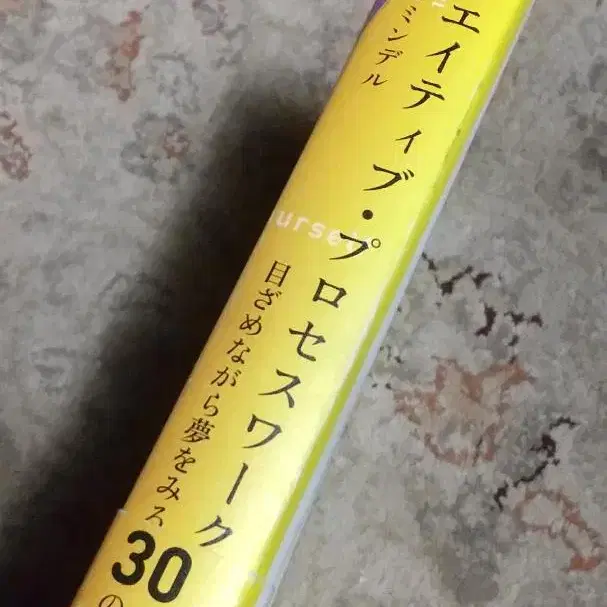 エイティブ・プロセスワーク
ミンデル
urse
目ざめながら夢をみる
30
の